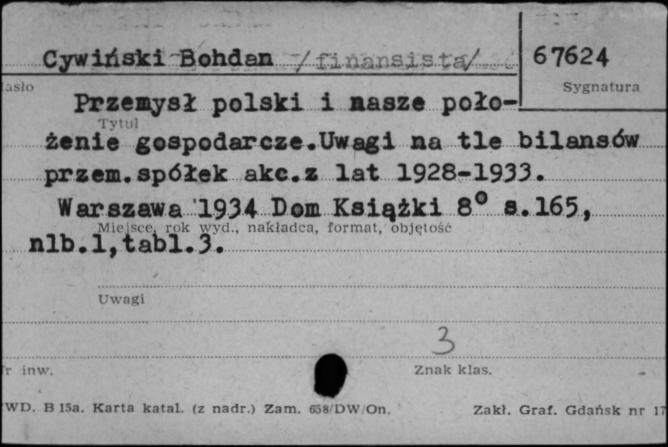 Cywiński Bohdan /finansista/ 67624
asło Sygnatura
Przemysł polski i nasze poło-
Tytuł
żenie gospodarcze.Uwagi na tle bilansów
przem.spółek akc.z lat 1928-1933.
Warszawa 1934 Dom Książki 8° s.165,
Miejsce, rok wyd., nakładca, format, objętość
nlb.1,tabl.3.
Uwagi
3
r inw. Znak klas.
WD. B 15a. Karta katal. (z nadr.) Zam. 658/DW/On. Zakł. Graf. Gdańsk nr 17